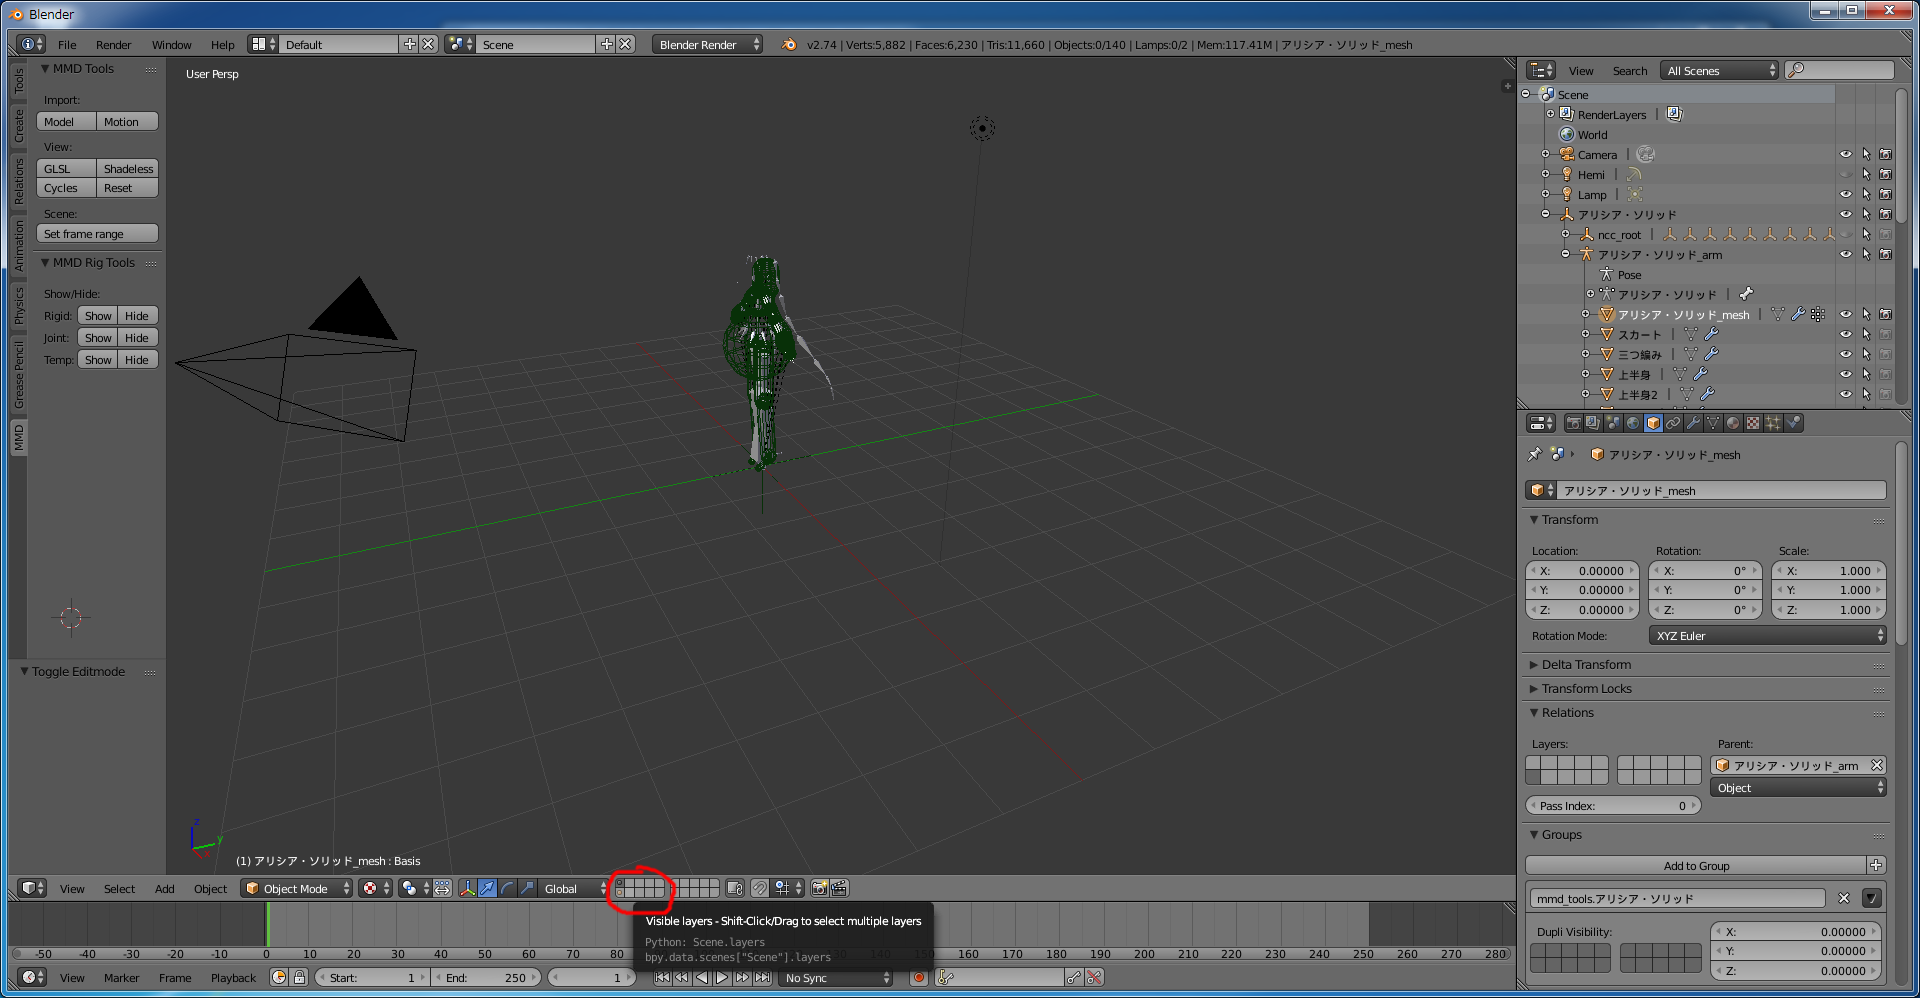 Blender
File Render Window Help Default Scene Blender Render v2.74 | Verts:5,882 | Faces:6,230 | Tris:11,660 | Objects:0/140 | Lamps:0/2 | Mem:117.41M | アリシア・ソリッド_mesh
Tools
Create
Relations
Animation
Physics
Grease Pencil
MMD
MMD Tools
Import:
Model Motion
View:
GLSL Shadeless
Cycles Reset
Scene:
Set frame range
MMD Rig Tools
Show/Hide:
Rigid: Show Hide
Joint: Show Hide
Temp: Show Hide
Toggle Editmode
User Persp
z
y
(1) アリシア・ソリッド_mesh : Basis
View Select Add Object Object Mode Global
Visible layers - Shift-Click/Drag to select multiple layers
Python: Scene.layers
bpy.data.scenes["Scene"].layers
-50 -40 -30 -20 -10 0 10 20 30 40 50 60 70 80 140 150 160 170 180 190 200 210 220 230 240 250 260 270 280
View Marker Frame Playback Start: 1 End: 250 1 No Sync
View Search All Scenes
Scene
RenderLayers |
World
Camera |
Hemi |
Lamp |
アリシア・ソリッド
ncc_root |
アリシア・ソリッド_arm
Pose
アリシア・ソリッド |
アリシア・ソリッド_mesh |
スカート |
三つ編み |
上半身 |
上半身2 |
アリシア・ソリッド_mesh
アリシア・ソリッド_mesh
Transform
Location: Rotation: Scale:
X: 0.00000 X: 0° X: 1.000
Y: 0.00000 Y: 0° Y: 1.000
Z: 0.00000 Z: 0° Z: 1.000
Rotation Mode: XYZ Euler
Delta Transform
Transform Locks
Relations
Layers: Parent:
アリシア・ソリッド_arm
Object
Pass Index: 0
Groups
Add to Group
mmd_tools.アリシア・ソリッド
Dupli Visibility: X: 0.00000
Y: 0.00000
Z: 0.00000